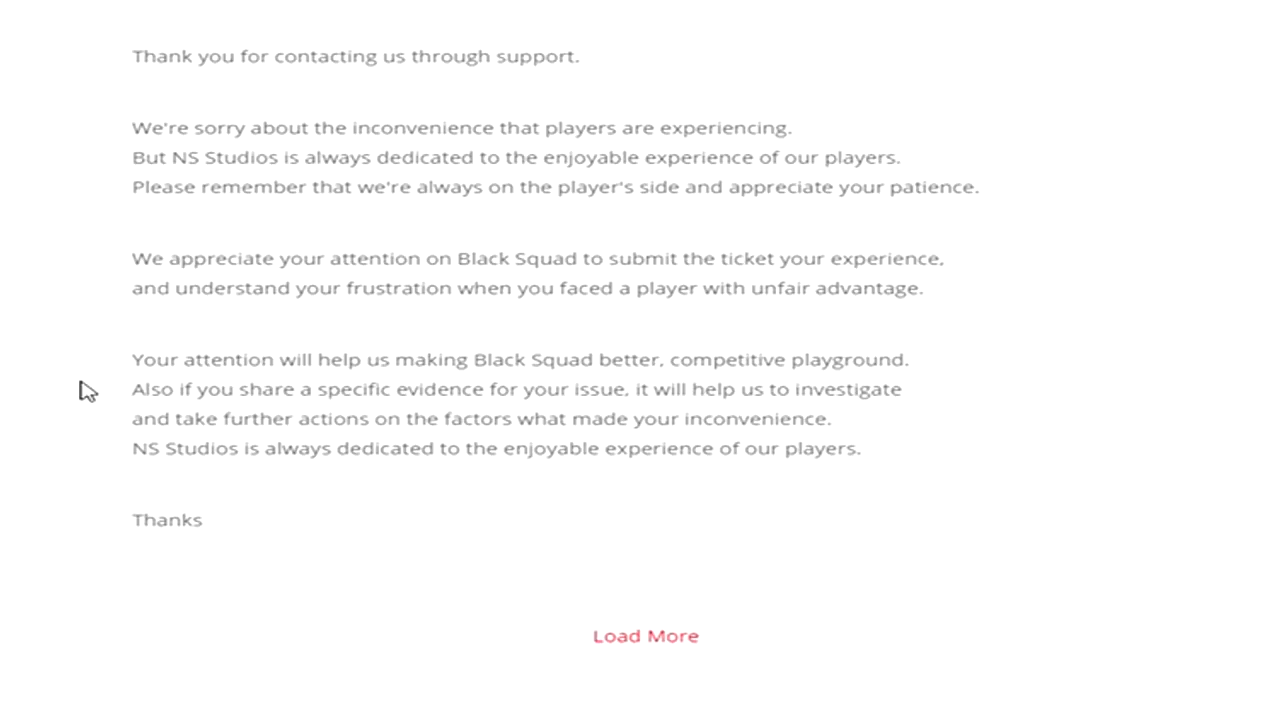 Thank you for contacting us through support.
We're sorry about the inconvenience that players are experiencing.
But NS Studios is always dedicated to the enjoyable experience of our players.
Please remember that we're always on the player's side and appreciate your patience.
We appreciate your attention on Black Squad to submit the ticket your experience,
and understand your frustration when you faced a player with unfair advantage.
Your attention will help us making Black Squad better, competitive playground.
Also if you share a specific evidence for your issue, it will help us to investigate
and take further actions on the factors what made your inconvenience.
NS Studios is always dedicated to the enjoyable experience of our players.
Thanks
Load More